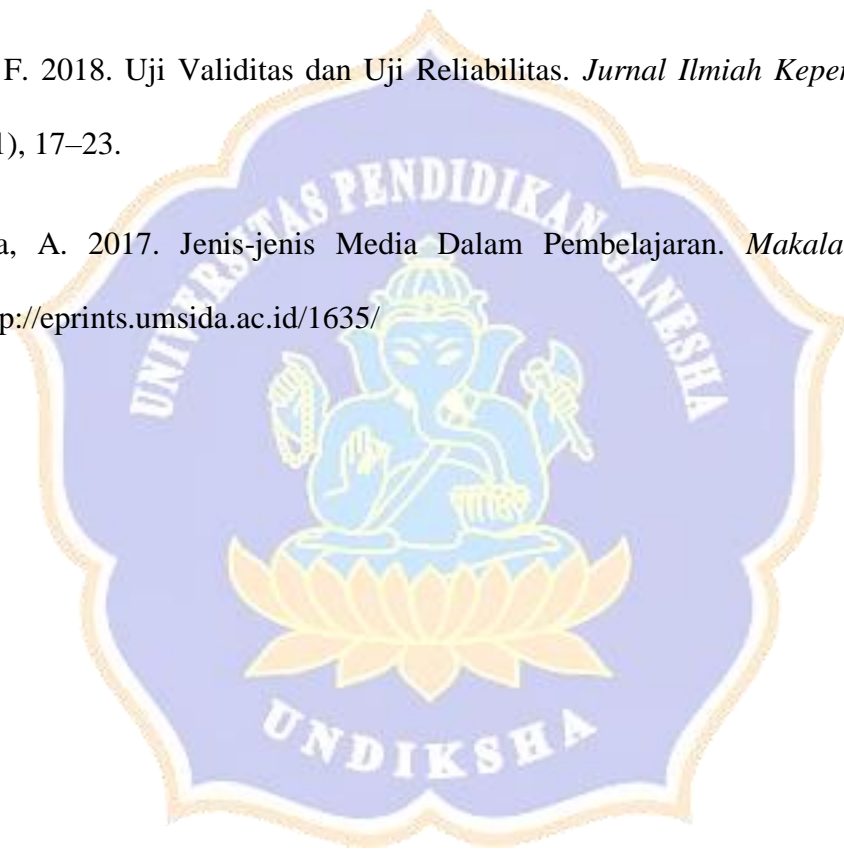 F. 2018. Uji Validitas dan Uji Reliabilitas. Jurnal Ilmiah Keper
1), 17–23.
a, A. 2017. Jenis-jenis Media Dalam Pembelajaran. Makala
p://eprints.umsida.ac.id/1635/
UNIVERSITAS PENDIDIKAN GANESHA
UNDIKSHA